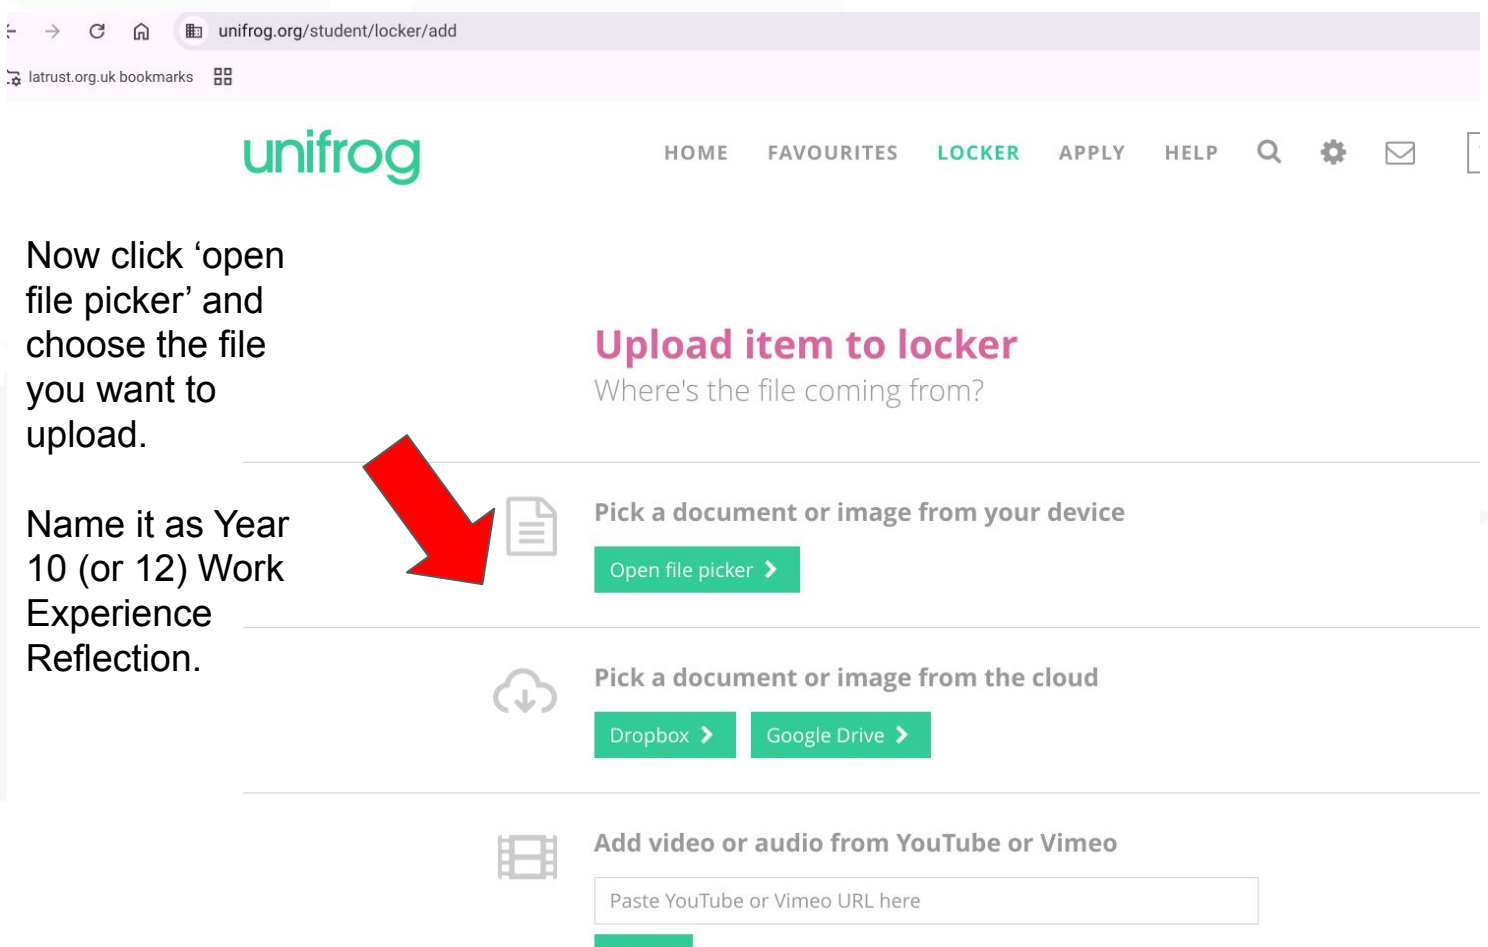 unifrog.org/student/locker/add
latrust.org.uk bookmarks
unifrog
HOME FAVOURITES LOCKER APPLY HELP
Now click ‘open
file picker’ and
choose the file
you want to
upload.
Name it as Year
10 (or 12) Work
Experience
Reflection.
Upload item to locker
Where's the file coming from?
Pick a document or image from your device
Open file picker
Pick a document or image from the cloud
Dropbox Google Drive
Add video or audio from YouTube or Vimeo
Paste YouTube or Vimeo URL here